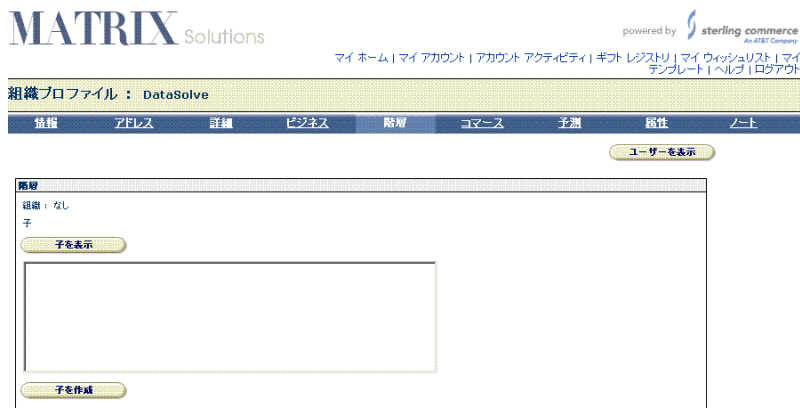 MATRIX Solutions
powered by sterling commerce
An AT&T Company
マイ ホーム | マイ アカウント | アカウント アクティビティ | ギフト レジストリ | マイ ウィッシュリスト | マイ
テンプレート | ヘルプ | ログアウト
組織プロファイル : DataSolve
情報 アドレス 詳細 ビジネス 階層 コマース 予測 属性 ノート
ユーザーを表示
階層
組織 : なし
子
子を表示
子を作成